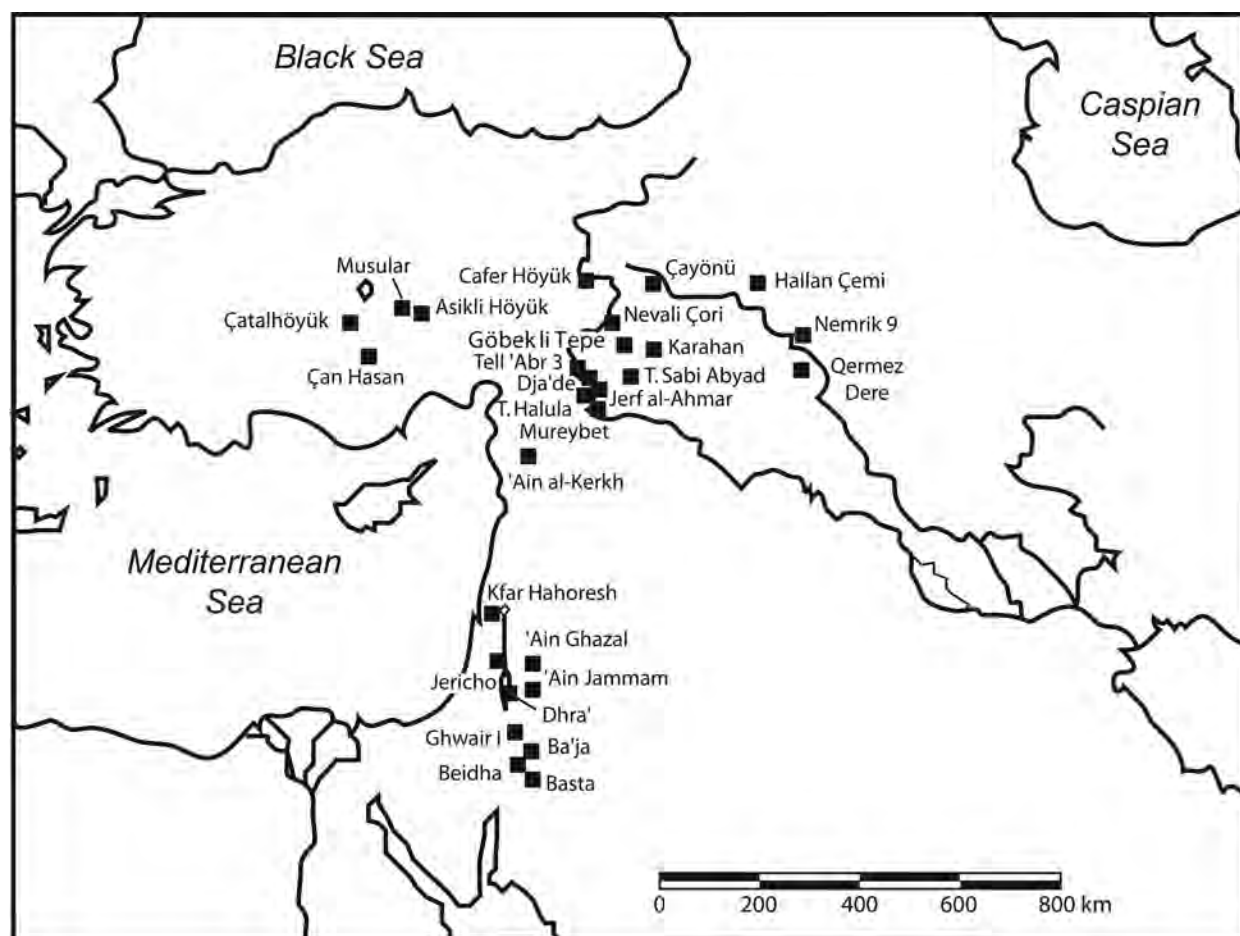 Black Sea
Caspian
Sea
Musular
Cafer Höyük
Çayönü
Hallan Çemi
Çatalhöyük
Asikli Höyük
Nevali Çori
Nemrik 9
Göbekli Tepe
Karahan
Çan Hasan
Tell 'Abr 3
T. Sabi Abyad
Qermez
Dere
Dja'de
Jerf al-Ahmar
T. Halula
Mureybet
'Ain al-Kerkh
Mediterranean
Sea
Kfar Hahoresh
'Ain Ghazal
Jericho
'Ain Jammam
Dhra'
Ghwair I
Ba'ja
Beidha
Basta
0 200 400 600 800 km